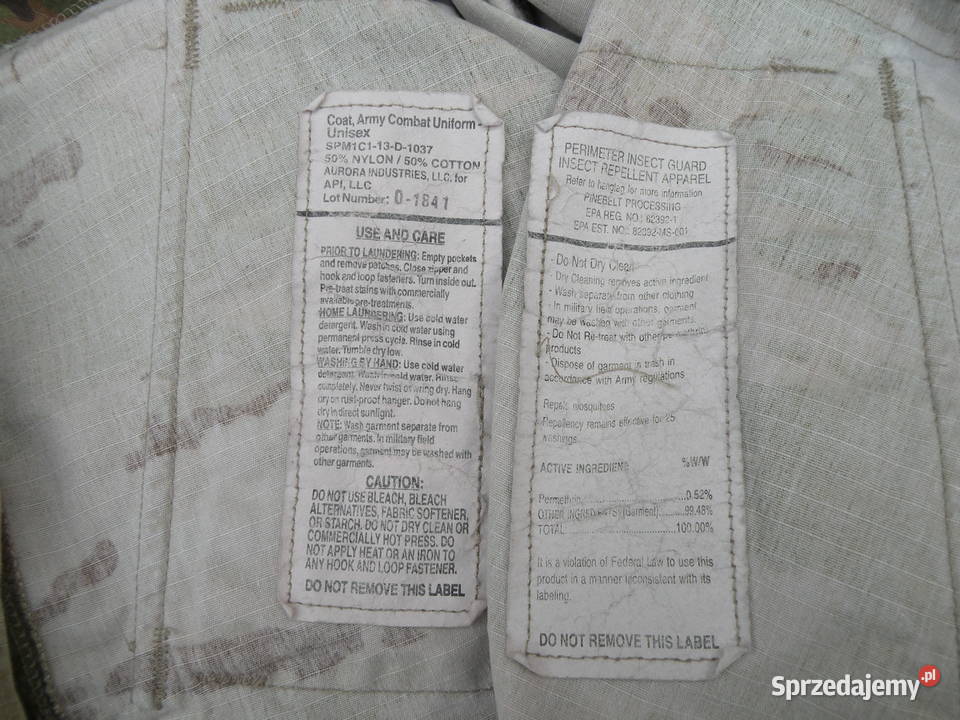 Coat, Army Combat Uniform -
Unisex
SPM1C1-13-D-1037
50% NYLON / 50% COTTON
AURORA INDUSTRIES, LLC. for
API, LLC
Lot Number: 0-1841
USE AND CARE
PRIOR TO LAUNDERING: Empty pockets
and remove patches. Close zipper and
hook and loop fasteners. Turn inside out.
Pre-treat stains with commercially
available pre-treatments.
HOME LAUNDERING: Use cold water
detergent. Wash in cold water using
permanent press cycle. Rinse in cold
water. Tumble dry low.
WASHING BY HAND: Use cold water
detergent. Wash in cold water. Rinse
completely. Never twist or wring dry. Hang
dry on rust-proof hanger. Do not hang
dry in direct sunlight.
NOTE: Wash garment separate from
other garments. In military field
operations, garment may be washed with
other garments.
CAUTION:
DO NOT USE BLEACH, BLEACH
ALTERNATIVES, FABRIC SOFTENER,
OR STARCH. DO NOT DRY CLEAN OR
COMMERCIALLY HOT PRESS. DO
NOT APPLY HEAT OR AN IRON TO
ANY HOOK AND LOOP FASTENER.
DO NOT REMOVE THIS LABEL
PERIMETER INSECT GUARD
INSECT REPELLENT APPAREL
Refer to hangtag for more information
PINEBELT PROCESSING
EPA REG. NO.: 82392-1
EPA EST. NO.: 82392-MS-001
- Do Not Dry Clean
- Dry Cleaning removes active ingredient
- Wash separate from other clothing
- In military field operations, garment
may be washed with other garments.
- Do Not Re-treat with other permethrin
products
- Dispose of garment in trash in
accordance with Army regulations
Repels mosquitoes
Repellency remains effective for 25
washings.
ACTIVE INGREDIENT: %W/W
Permethrin.......................0.52%
OTHER INGREDIENTS (Garment).......99.48%
TOTAL..........................100.00%
It is a violation of Federal Law to use this
product in a manner inconsistent with its
labeling.
DO NOT REMOVE THIS LABEL
Sprzedajemy.pl